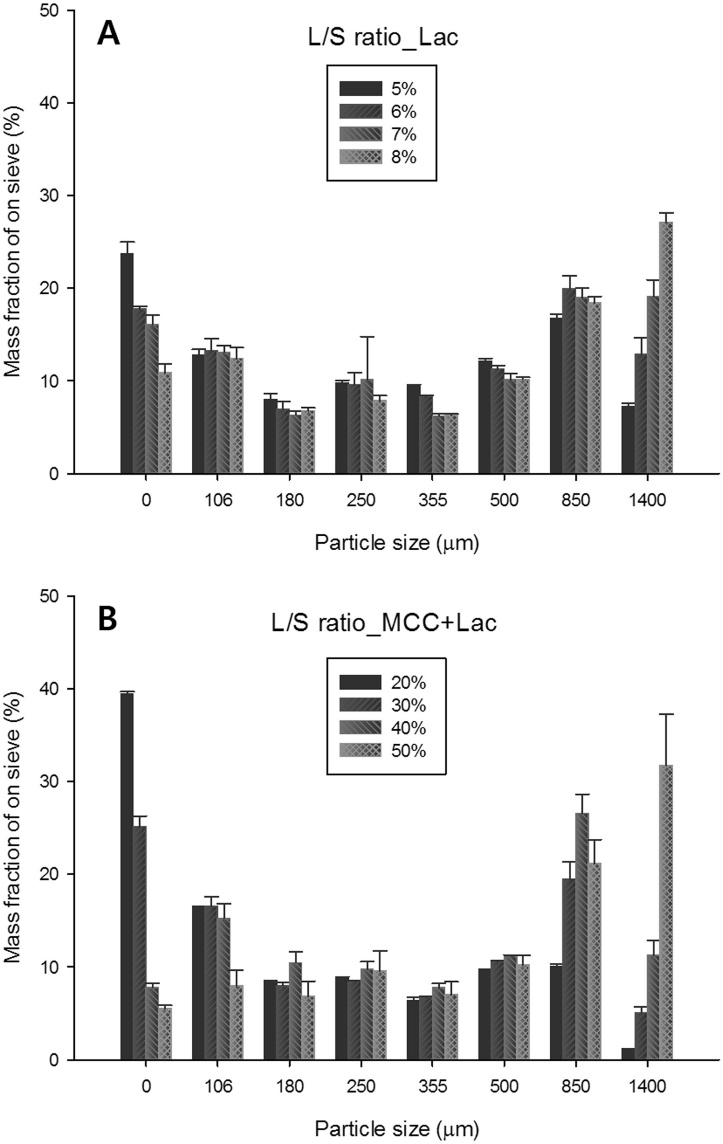 A
L/S ratio_Lac
5%
6%
7%
8%
Mass fraction of on sieve (%)
50
40
30
20
10
0
0 106 180 250 355 500 850 1400
Particle size (μm)
B
L/S ratio_MCC+Lac
20%
30%
40%
50%
Mass fraction of on sieve (%)
50
40
30
20
10
0
0 106 180 250 355 500 850 1400
Particle size (μm)